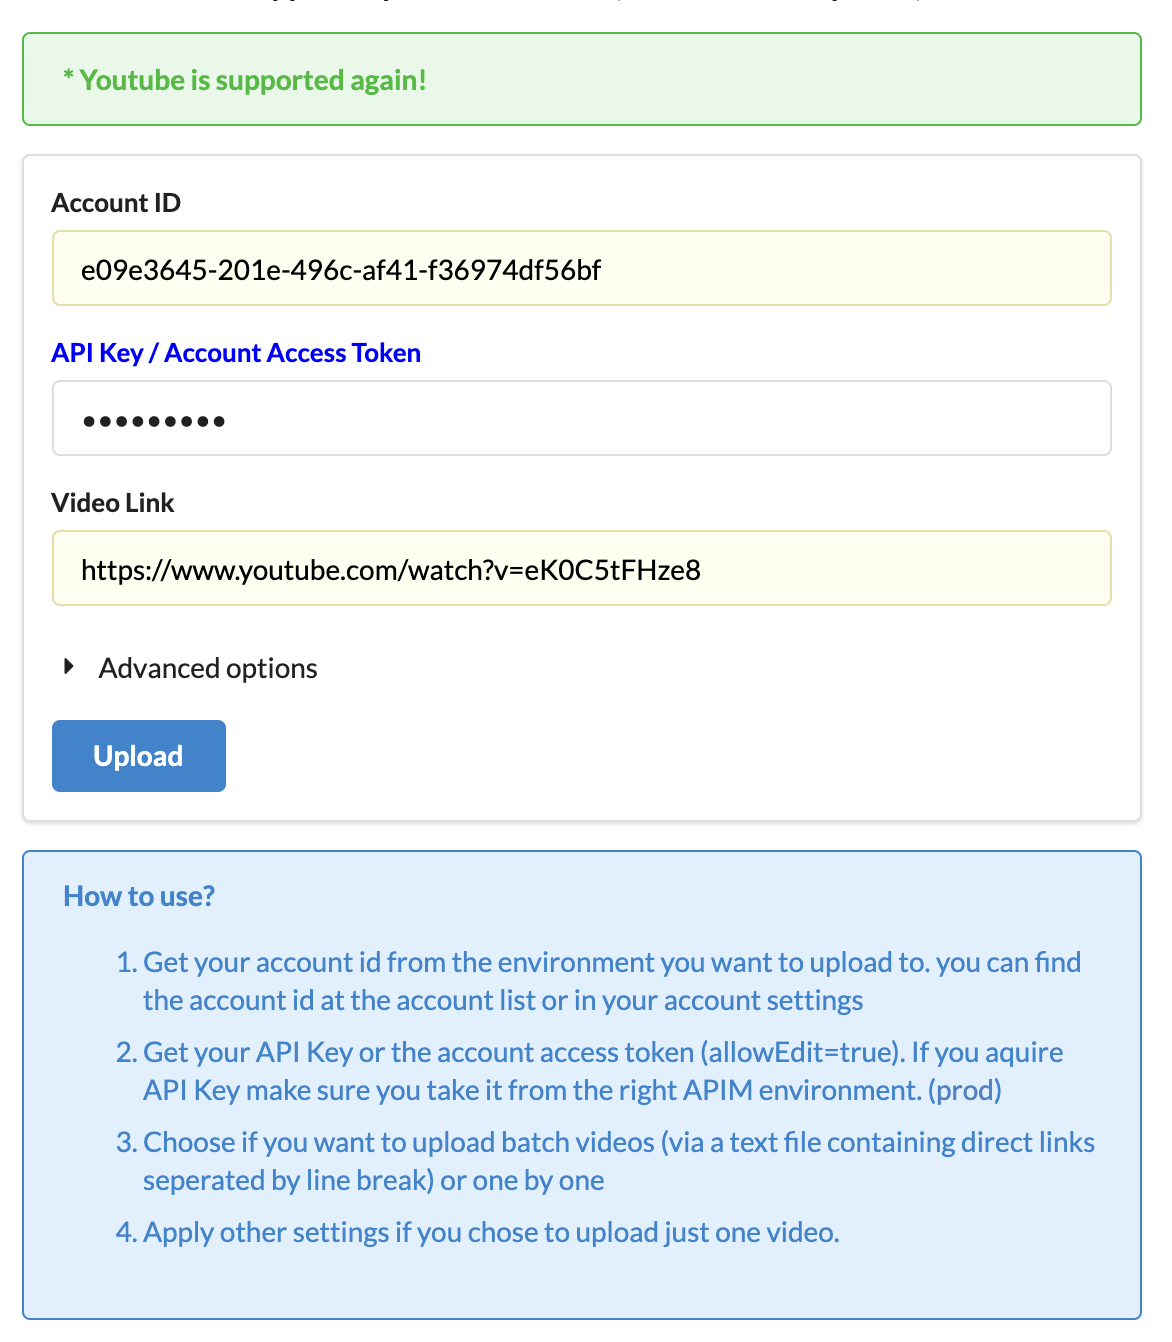 * Youtube is supported again!
Account ID
e09e3645-201e-496c-af41-f36974df56bf
API Key / Account Access Token
•••••••••
Video Link
https://www.youtube.com/watch?v=eK0C5tFHze8
Advanced options
Upload
How to use?
1. Get your account id from the environment you want to upload to. you can find
the account id at the account list or in your account settings
2. Get your API Key or the account access token (allowEdit=true). If you aquire
API Key make sure you take it from the right APIM environment. (prod)
3. Choose if you want to upload batch videos (via a text file containing direct links
seperated by line break) or one by one
4. Apply other settings if you chose to upload just one video.